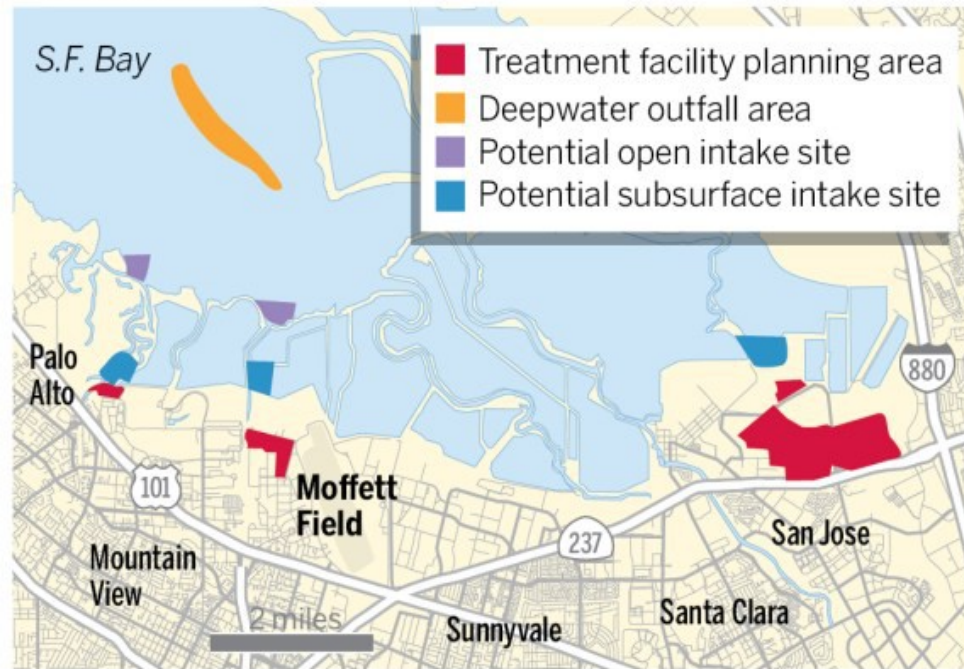 S.F. Bay
Treatment facility planning area
Deepwater outfall area
Potential open intake site
Potential subsurface intake site
Palo
Alto
880
101
Moffett
Field
237
San Jose
Mountain
View
2 miles
Sunnyvale
Santa Clara